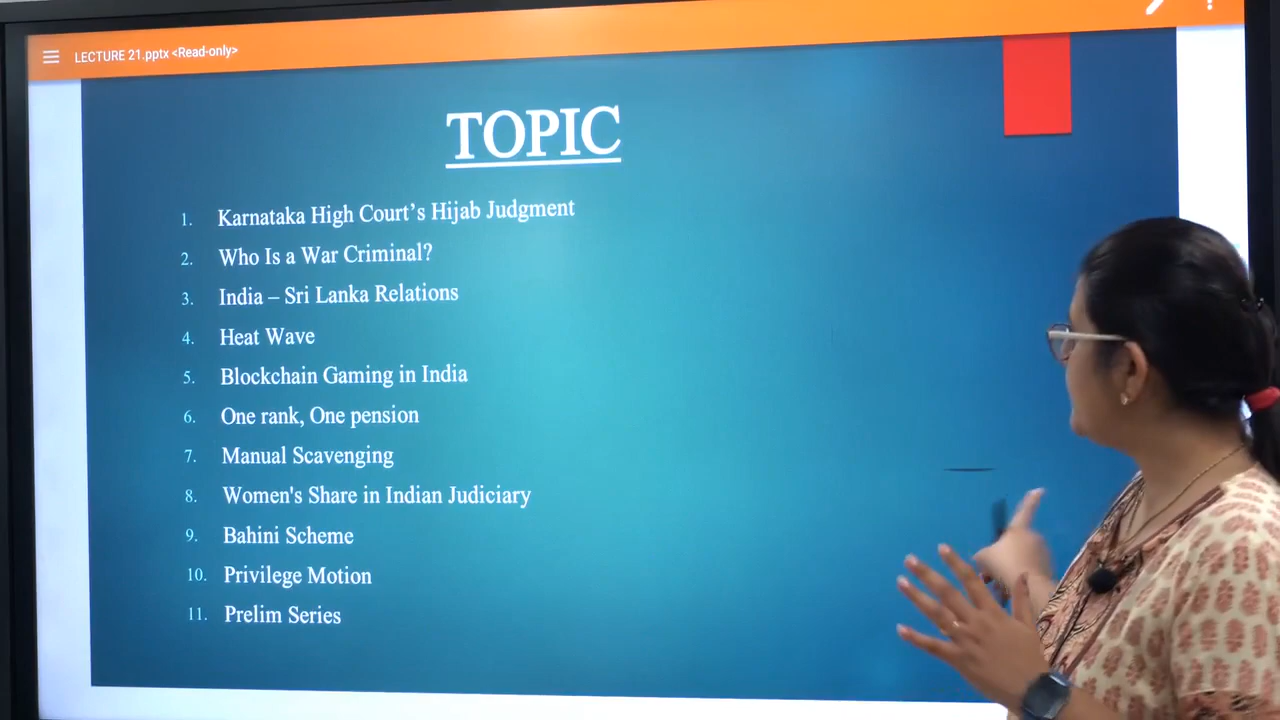 LECTURE 21.pptx <Read-only>
TOPIC
1. Karnataka High Court's Hijab Judgment
2. Who Is a War Criminal?
3. India – Sri Lanka Relations
4. Heat Wave
5. Blockchain Gaming in India
6. One rank, One pension
7. Manual Scavenging
8. Women's Share in Indian Judiciary
9. Bahini Scheme
10. Privilege Motion
11. Prelim Series